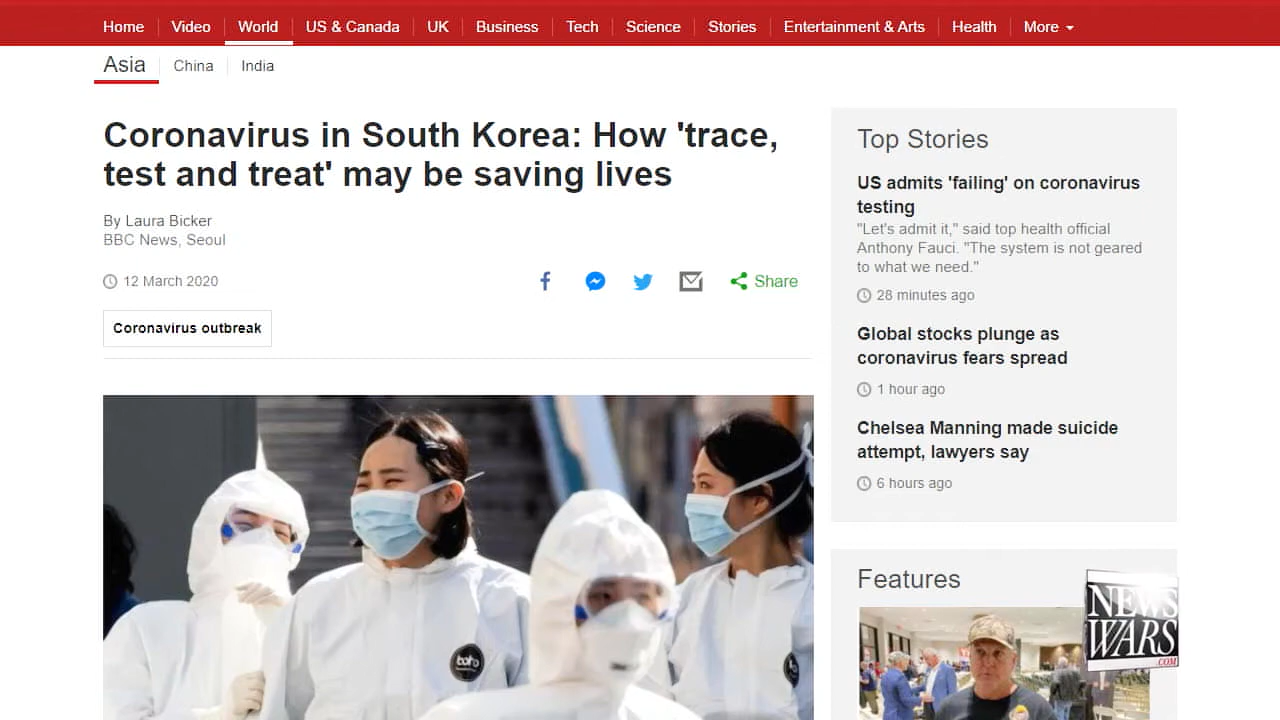 Home Video World US & Canada UK Business Tech Science Stories Entertainment & Arts Health More
Asia China India
Coronavirus in South Korea: How 'trace,
test and treat' may be saving lives
By Laura Bicker
BBC News, Seoul
12 March 2020
Share
Coronavirus outbreak
boho
Top Stories
US admits 'failing' on coronavirus
testing
"Let's admit it," said top health official
Anthony Fauci. "The system is not geared
to what we need."
28 minutes ago
Global stocks plunge as
coronavirus fears spread
1 hour ago
Chelsea Manning made suicide
attempt, lawyers say
6 hours ago
Features
NEWS
WARS
.COM